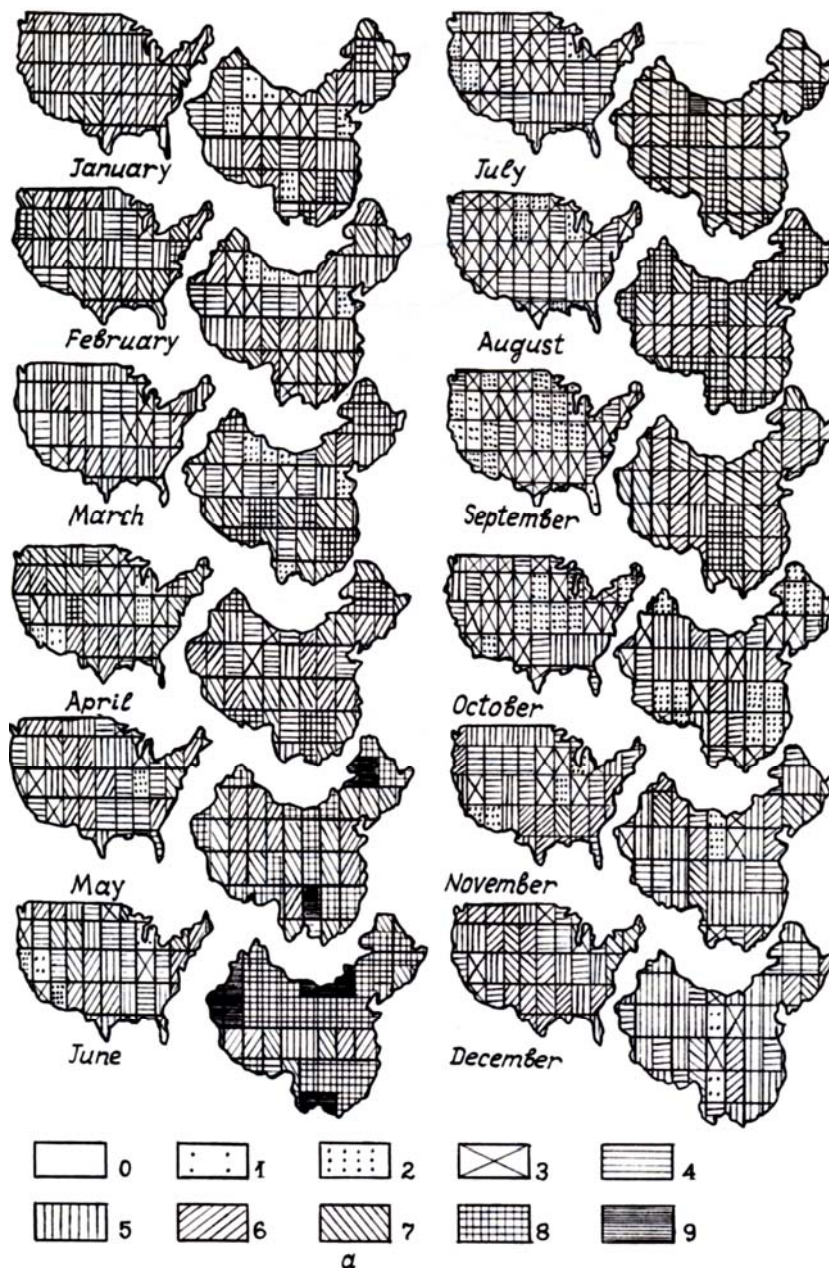 January
July
February
August
March
September
April
October
May
November
June
December
0 1 2 3 4
5 6 7 8 9
a